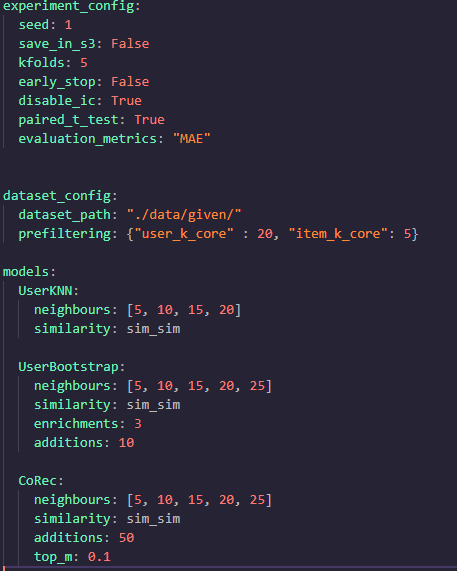 experiment_config:
  seed: 1
  save_in_s3: False
  kfolds: 5
  early_stop: False
  disable_ic: True
  paired_t_test: True
  evaluation_metrics: "MAE"
dataset_config:
  dataset_path: "./data/given/"
  prefiltering: {"user_k_core" : 20, "item_k_core": 5}
models:
  UserKNN:
    neighbours: [5, 10, 15, 20]
    similarity: sim_sim
  UserBootstrap:
    neighbours: [5, 10, 15, 20, 25]
    similarity: sim_sim
    enrichments: 3
    additions: 10
  CoRec:
    neighbours: [5, 10, 15, 20, 25]
    similarity: sim_sim
    additions: 50
    top_m: 0.1